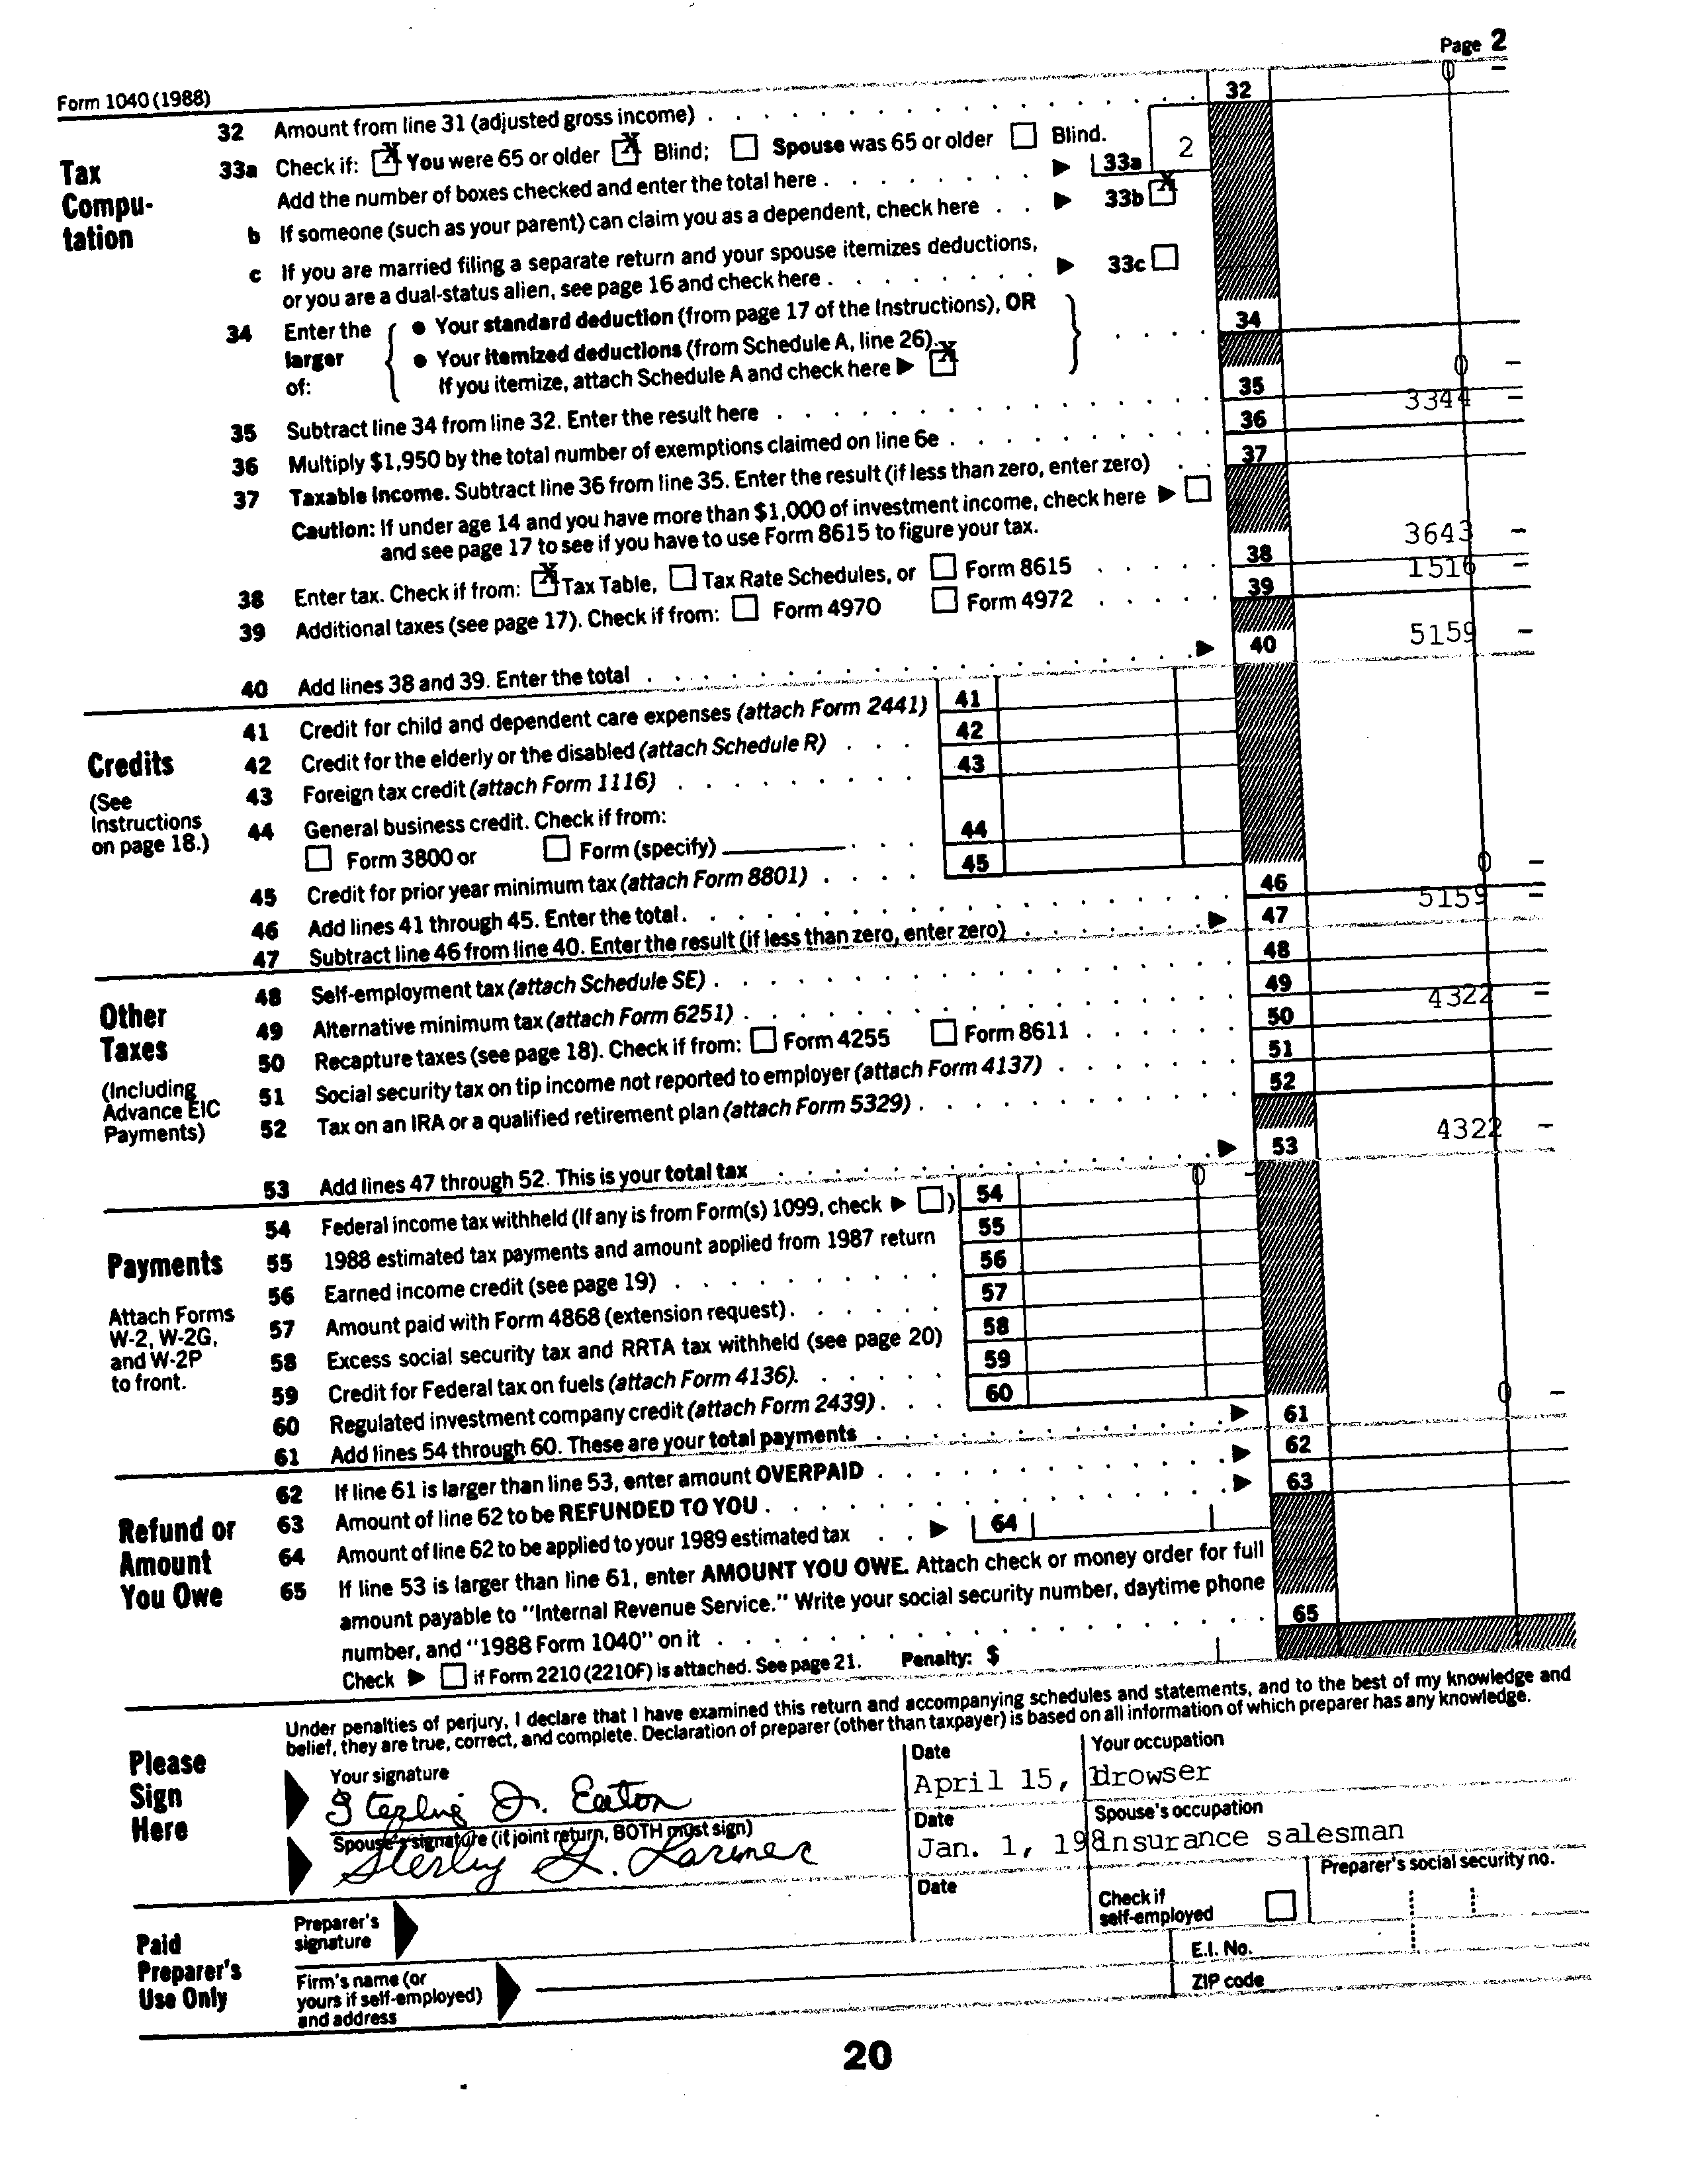 Page 2
Form 1040 (1988)
32 Amount from line 31 (adjusted gross income) 32 0 -
Tax Compu- tation
33a Check if: X You were 65 or older X Blind; Spouse was 65 or older Blind.
Add the number of boxes checked and enter the total here ▶ 33a 2
b If someone (such as your parent) can claim you as a dependent, check here ▶ 33b X
c If you are married filing a separate return and your spouse itemizes deductions,
or you are a dual-status alien, see page 16 and check here ▶ 33c
34 Enter the larger of:
● Your standard deduction (from page 17 of the Instructions), OR
● Your itemized deductions (from Schedule A, line 26).
If you itemize, attach Schedule A and check here ▶ X
34
35 Subtract line 34 from line 32. Enter the result here 35 0 -
36 Multiply $1,950 by the total number of exemptions claimed on line 6e 36 3344 -
37 Taxable income. Subtract line 36 from line 35. Enter the result (if less than zero, enter zero) 37
Caution: If under age 14 and you have more than $1,000 of investment income, check here ▶
and see page 17 to see if you have to use Form 8615 to figure your tax.
38 Enter tax. Check if from: X Tax Table, Tax Rate Schedules, or Form 8615 38 3643 -
39 Additional taxes (see page 17). Check if from: Form 4970 Form 4972 39 1516 -
40 Add lines 38 and 39. Enter the total ▶ 40 5159 -
Credits
(See Instructions on page 18.)
41 Credit for child and dependent care expenses (attach Form 2441) 41
42 Credit for the elderly or the disabled (attach Schedule R) 42
43 Foreign tax credit (attach Form 1116) 43
44 General business credit. Check if from:
Form 3800 or Form (specify) 44
45 Credit for prior year minimum tax (attach Form 8801) 45
46 Add lines 41 through 45. Enter the total 46 0 -
47 Subtract line 46 from line 40. Enter the result (if less than zero, enter zero) ▶ 47 5159 -
Other Taxes
(Including Advance EIC Payments)
48 Self-employment tax (attach Schedule SE) 48
49 Alternative minimum tax (attach Form 6251) 49
50 Recapture taxes (see page 18). Check if from: Form 4255 Form 8611 50 4322 -
51 Social security tax on tip income not reported to employer (attach Form 4137) 51
52 Tax on an IRA or a qualified retirement plan (attach Form 5329) 52
53 Add lines 47 through 52. This is your total tax ▶ 53 4322 -
Payments
Attach Forms W-2, W-2G, and W-2P to front.
54 Federal income tax withheld (If any is from Form(s) 1099, check ▶ ) 54 0 -
55 1988 estimated tax payments and amount applied from 1987 return 55
56 Earned income credit (see page 19) 56
57 Amount paid with Form 4868 (extension request) 57
58 Excess social security tax and RRTA tax withheld (see page 20) 58
59 Credit for Federal tax on fuels (attach Form 4136) 59
60 Regulated investment company credit (attach Form 2439) 60
61 Add lines 54 through 60. These are your total payments ▶ 61 0 -
Refund or Amount You Owe
62 If line 61 is larger than line 53, enter amount OVERPAID ▶ 62
63 Amount of line 62 to be REFUNDED TO YOU ▶ 63
64 Amount of line 62 to be applied to your 1989 estimated tax ▶ 64
65 If line 53 is larger than line 61, enter AMOUNT YOU OWE. Attach check or money order for full
amount payable to "Internal Revenue Service." Write your social security number, daytime phone
number, and "1988 Form 1040" on it 65
Check ▶ if Form 2210 (2210F) is attached. See page 21. Penalty: $
Please Sign Here
Under penalties of perjury, I declare that I have examined this return and accompanying schedules and statements, and to the best of my knowledge and
belief, they are true, correct, and complete. Declaration of preparer (other than taxpayer) is based on all information of which preparer has any knowledge.
Your signature Date Your occupation
Eaton April 15, drowser
Spouse's signature (if joint return, BOTH must sign) Date Spouse's occupation
Jan. 1, 198 insurance salesman
Paid Preparer's Use Only
Preparer's signature Date Check if self-employed Preparer's social security no.
Firm's name (or yours if self-employed) and address E.I. No.
ZIP code
20